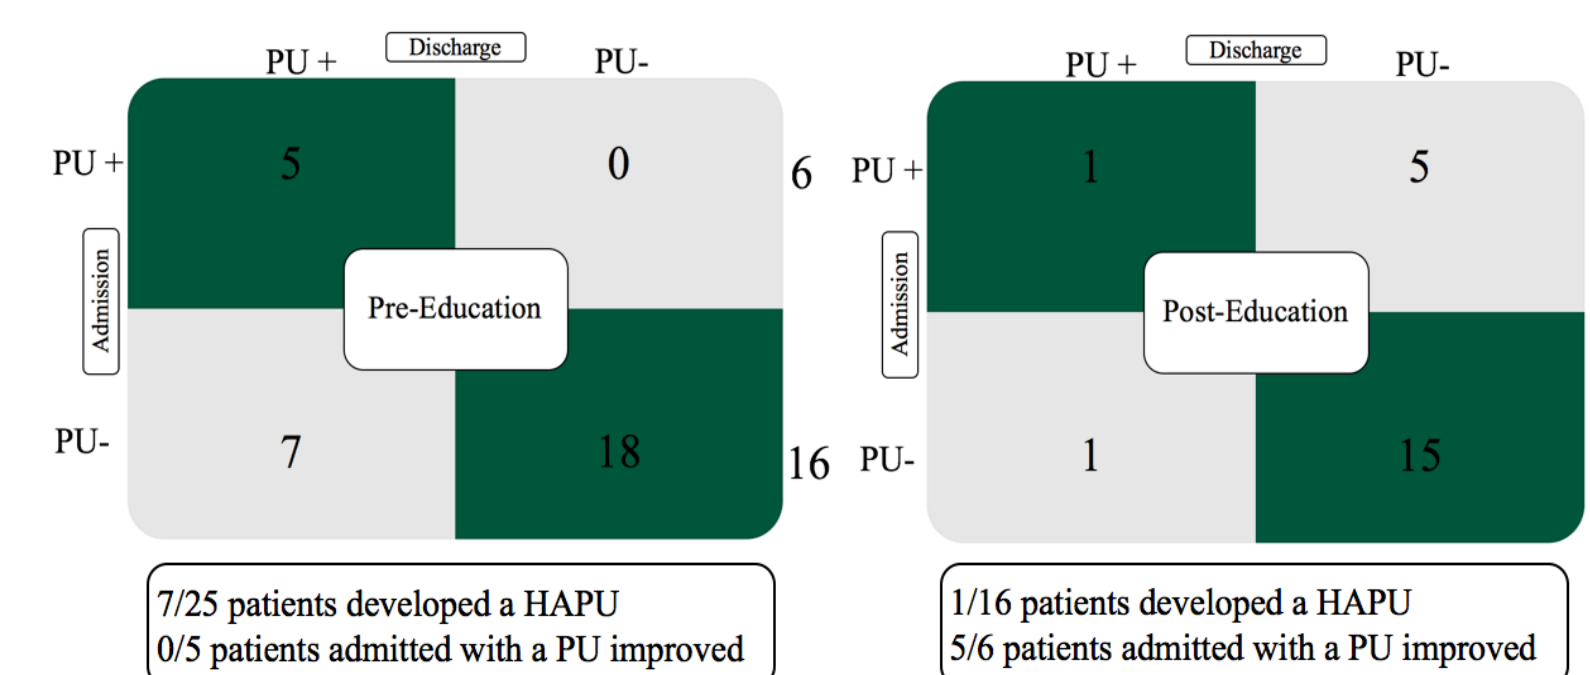 Discharge
PU + PU-
PU + 5 0 6
Admission
Pre-Education
PU- 7 18 16
7/25 patients developed a HAPU
0/5 patients admitted with a PU improved
Discharge
PU + PU-
PU + 1 5
Admission
Post-Education
PU- 1 15
1/16 patients developed a HAPU
5/6 patients admitted with a PU improved